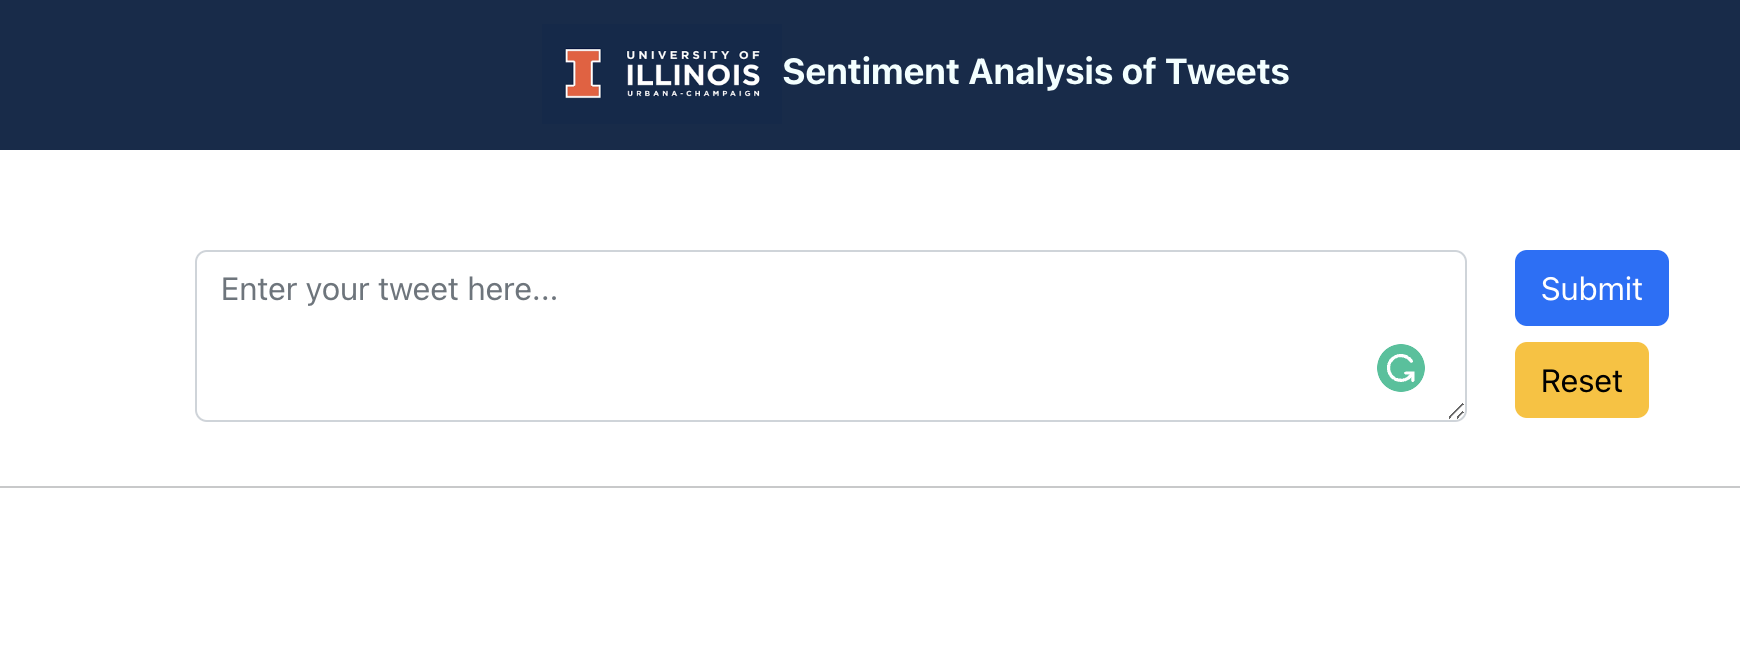 UNIVERSITY OF
ILLINOIS
URBANA-CHAMPAIGN
Sentiment Analysis of Tweets
Enter your tweet here...
Submit
Reset